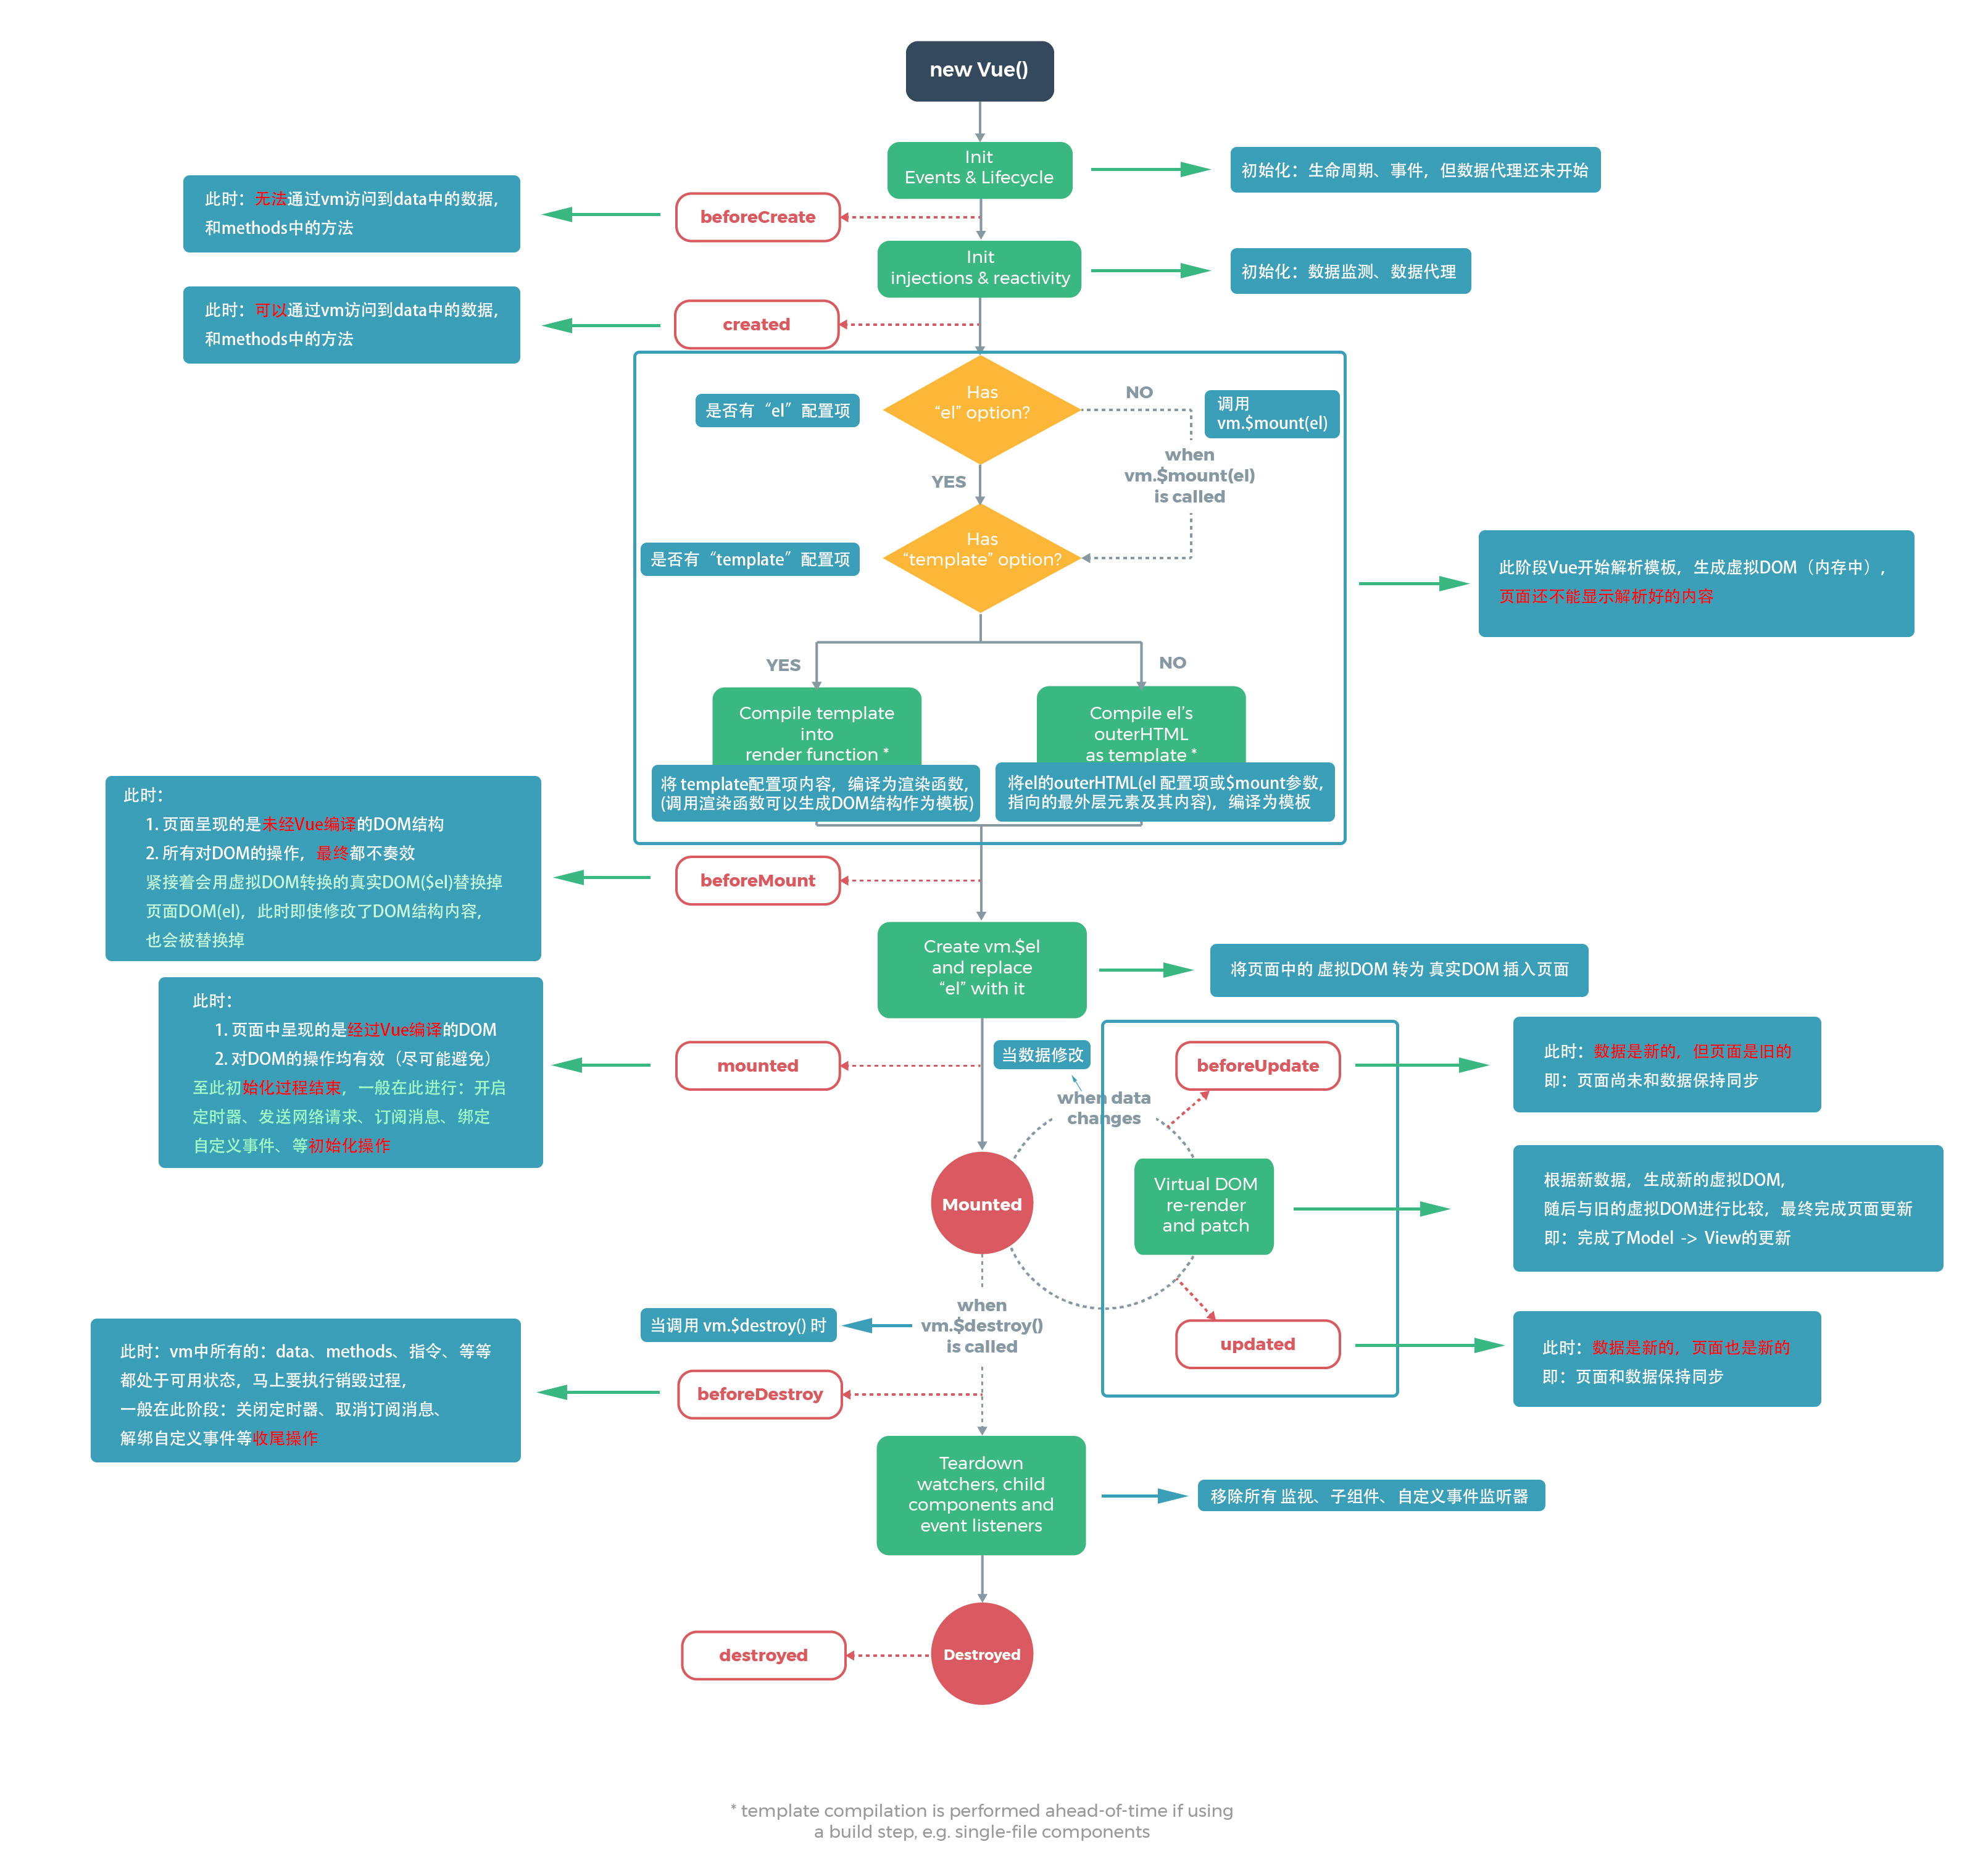 new Vue()
Init
Events & Lifecycle
初始化：生命周期、事件，但数据代理还未开始
此时：无法通过vm访问到data中的数据，
和methods中的方法
beforeCreate
Init
injections & reactivity
初始化：数据监测、数据代理
此时：可以通过vm访问到data中的数据，
和methods中的方法
created
是否有“el”配置项
Has
“el” option?
NO
调用
vm.$mount(el)
when
vm.$mount(el)
is called
YES
是否有“template”配置项
Has
“template” option?
此阶段Vue开始解析模板，生成虚拟DOM（内存中），
页面还不能显示解析好的内容
YES
NO
Compile template
into
render function *
Compile el’s
outerHTML
as template *
将 template配置项内容，编译为渲染函数，
(调用渲染函数可以生成DOM结构作为模板)
将el的outerHTML(el 配置项或$mount参数，
指向的最外层元素及其内容)，编译为模板
此时：
1. 页面呈现的是未经Vue编译的DOM结构
2. 所有对DOM的操作，最终都不奏效
紧接着会用虚拟DOM转换的真实DOM($el)替换掉
页面DOM(el)，此时即使修改了DOM结构内容，
也会被替换掉
beforeMount
Create vm.$el
and replace
“el” with it
将页面中的 虚拟DOM 转为 真实DOM 插入页面
此时：
1. 页面中呈现的是经过Vue编译的DOM
2. 对DOM的操作均有效（尽可能避免）
至此初始化过程结束，一般在此进行：开启
定时器、发送网络请求、订阅消息、绑定
自定义事件、等初始化操作
mounted
当数据修改
when data
changes
beforeUpdate
此时：数据是新的，但页面是旧的
即：页面尚未和数据保持同步
Mounted
Virtual DOM
re-render
and patch
根据新数据，生成新的虚拟DOM，
随后与旧的虚拟DOM进行比较，最终完成页面更新
即：完成了Model -> View的更新
当调用 vm.$destroy() 时
when
vm.$destroy()
is called
updated
此时：数据是新的，页面也是新的
即：页面和数据保持同步
此时：vm中所有的：data、methods、指令、等等
都处于可用状态，马上要执行销毁过程，
一般在此阶段：关闭定时器、取消订阅消息、
解绑自定义事件等收尾操作
beforeDestroy
Teardown
watchers, child
components and
event listeners
移除所有 监视、子组件、自定义事件监听器
destroyed
Destroyed
* template compilation is performed ahead-of-time if using
a build step, e.g. single-file components